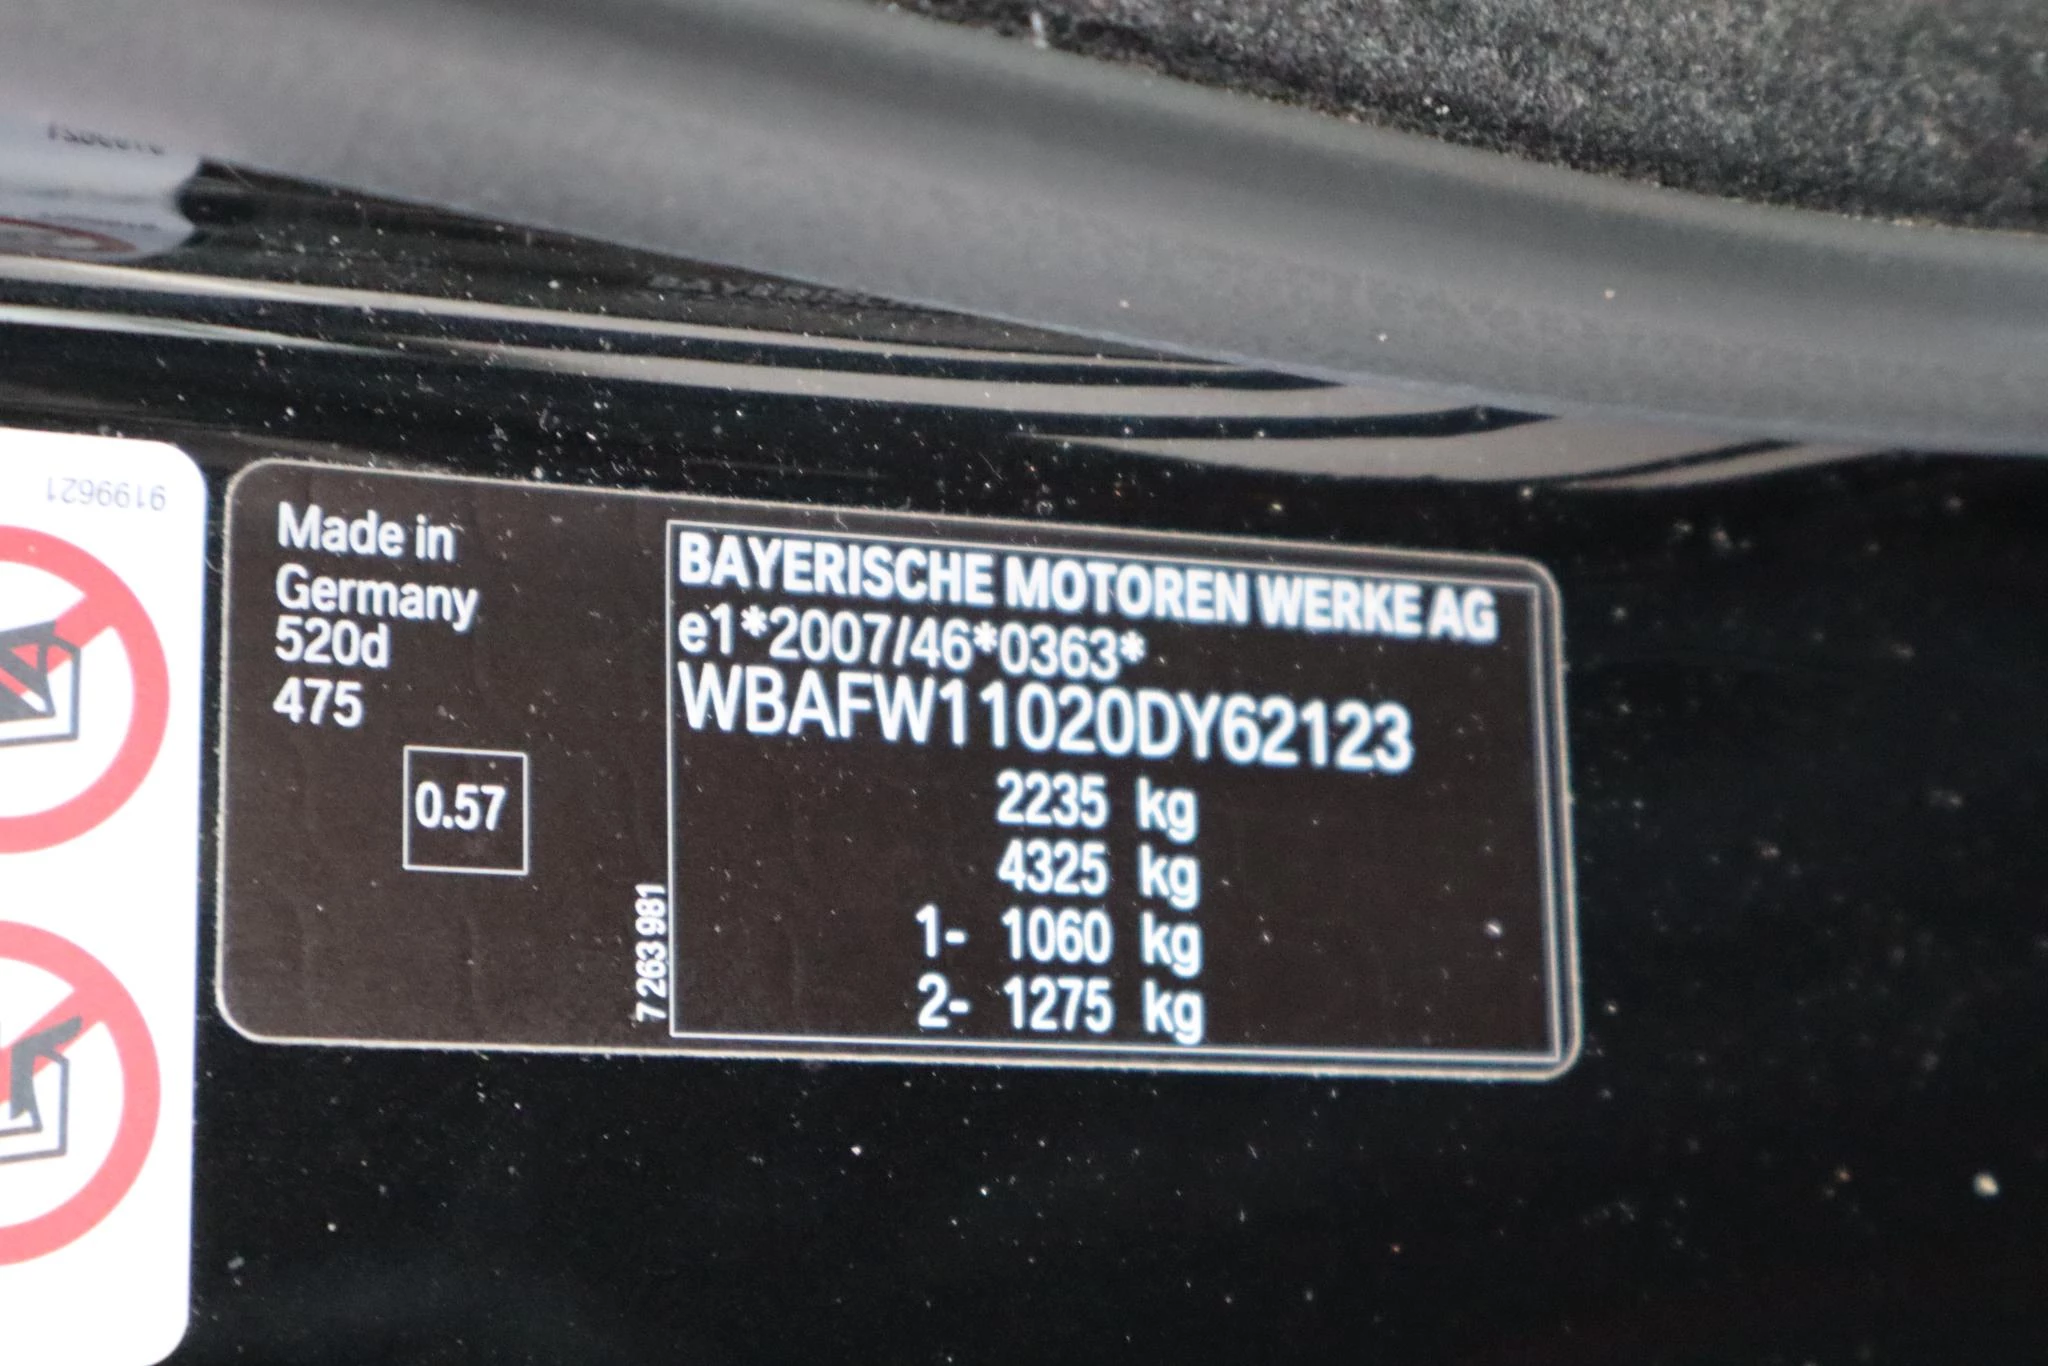 9199621
Made in
Germany
520d
475
0.57
7 263 981
BAYERISCHE MOTOREN WERKE AG
e1*2007/46*0363*
WBAFW11020DY62123
2235 kg
4325 kg
1- 1060 kg
2- 1275 kg